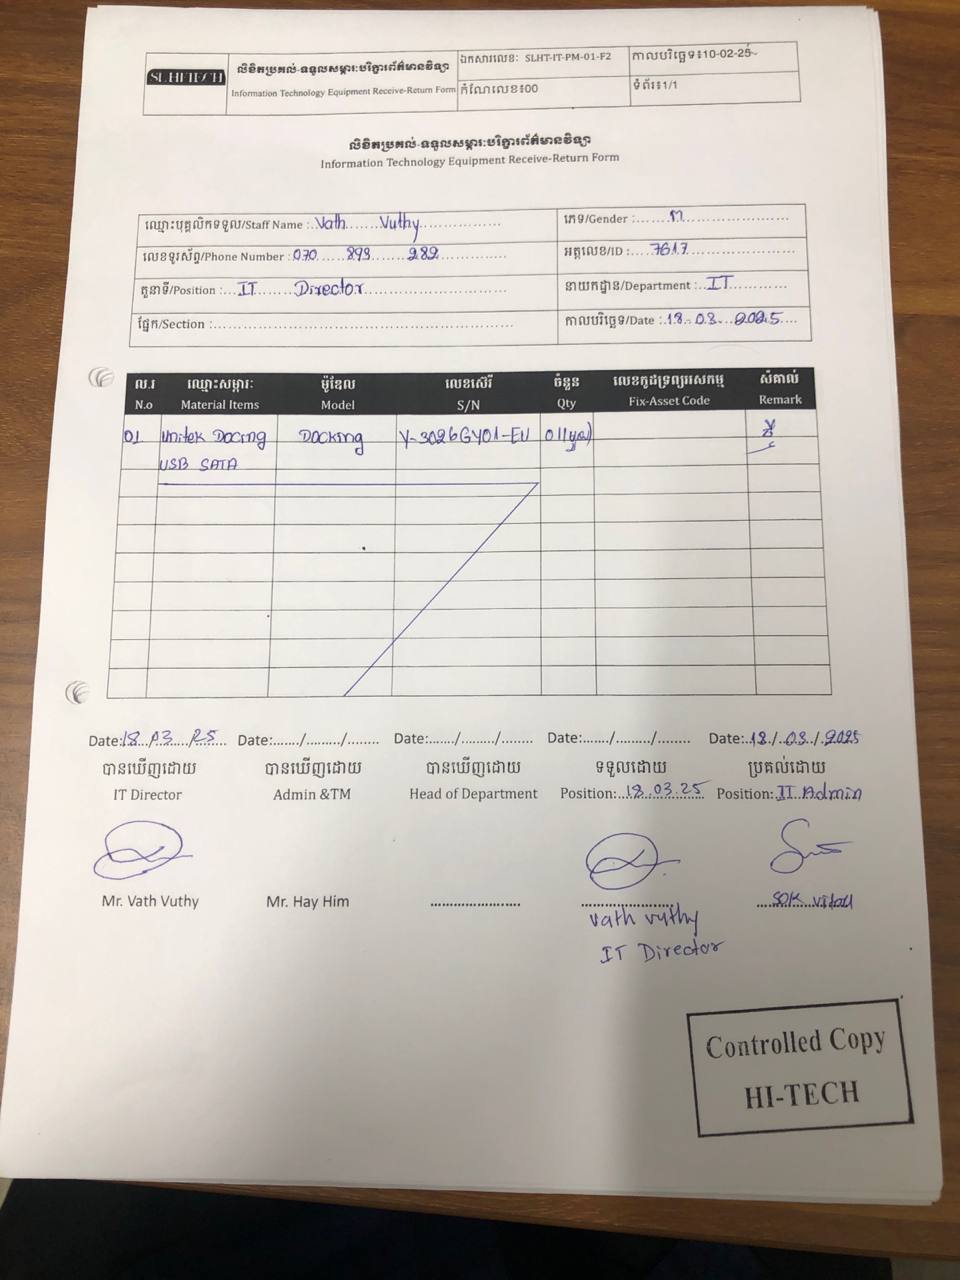 SLHITECH
លិខិតប្រគល់-ទទួលសម្ភារ:បរិក្ខារព័ត៌មានវិទ្យា
Information Technology Equipment Receive-Return Form
ឯកសារលេខ: SLHT-IT-PM-01-F2
កាលបរិច្ឆេទ:10-02-25
កំណែលេខ:00
ទំព័រ:1/1
លិខិតប្រគល់-ទទួលសម្ភារ:បរិក្ខារព័ត៌មានវិទ្យា
Information Technology Equipment Receive-Return Form
ឈ្មោះបុគ្គលិកទទួល/Staff Name : Vath Vuthy
ភេទ/Gender :
លេខទូរស័ព្ទ/Phone Number : 070 893 282
អត្តលេខ/ID : 7617
តួនាទី/Position : IT Director
នាយកដ្ឋាន/Department : IT
ផ្នែក/Section :
កាលបរិច្ឆេទ/Date : 18-03-2025
ល.រ ឈ្មោះសម្ភារ: ម៉ូឌែល លេខស៊េរី ចំនួន លេខកូដទ្រព្យរសកម្ម សំគាល់
N.o Material Items Model S/N Qty Fix-Asset Code Remark
01 Unitek Docing Docking Y-3026GY01-EU 01
USB SATA
Date:18/03/25 Date:....../......../........ Date:....../......../........ Date:....../......../........ Date:18/03/2025
បានឃើញដោយ បានឃើញដោយ បានឃើញដោយ ទទួលដោយ ប្រគល់ដោយ
IT Director Admin &TM Head of Department Position: 18.03.25 Position: IT Admin
Mr. Vath Vuthy Mr. Hay Him
vath vuthy
IT Director
Controlled Copy
HI-TECH